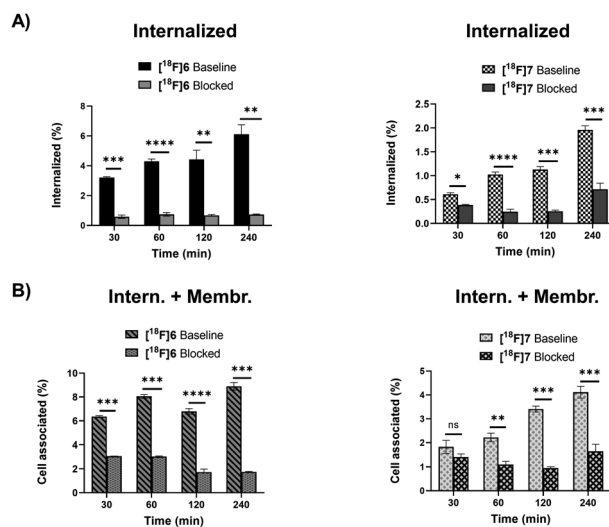 A)
Internalized
[¹⁸F]6 Baseline
[¹⁸F]6 Blocked
Internalized (%)
8
6
4
2
0
***
****
**
**
30 60 120 240
Time (min)
Internalized
[¹⁸F]7 Baseline
[¹⁸F]7 Blocked
Internalized (%)
2.5
2.0
1.5
1.0
0.5
0.0
*
****
***
***
30 60 120 240
Time (min)
B)
Intern. + Membr.
[¹⁸F]6 Baseline
[¹⁸F]6 Blocked
Cell associated (%)
10
8
6
4
2
0
***
***
****
***
30 60 120 240
Time (min)
Intern. + Membr.
[¹⁸F]7 Baseline
[¹⁸F]7 Blocked
Cell associated (%)
5
4
3
2
1
0
ns
**
***
***
30 60 120 240
Time (min)